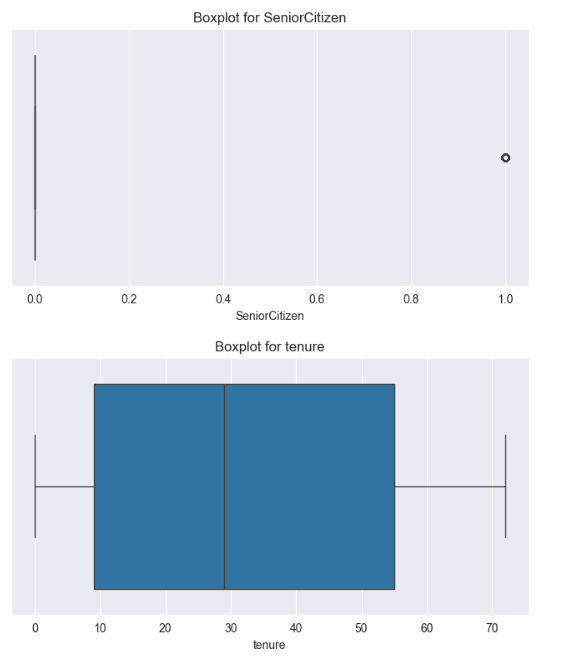 Boxplot for SeniorCitizen
0.0 0.2 0.4 0.6 0.8 1.0
SeniorCitizen
Boxplot for tenure
0 10 20 30 40 50 60 70
tenure